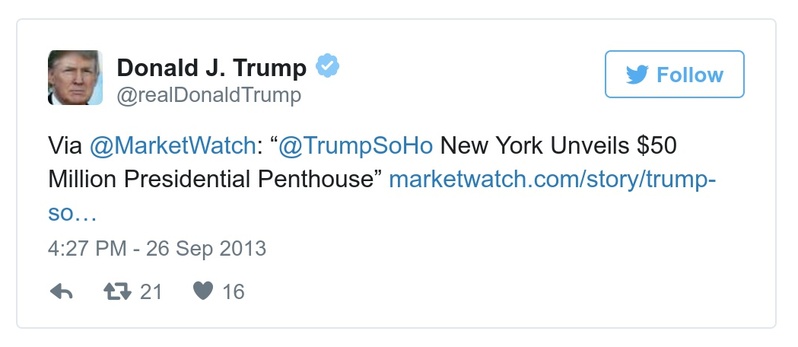 Donald J. Trump
@realDonaldTrump
Follow
Via @MarketWatch: “@TrumpSoHo New York Unveils $50
Million Presidential Penthouse” marketwatch.com/story/trump-
so…
4:27 PM - 26 Sep 2013
21 16